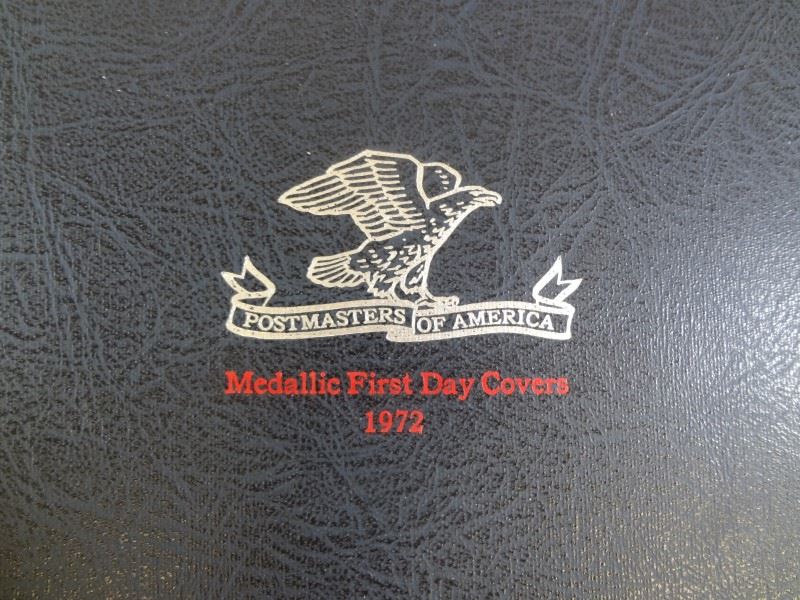 POSTMASTERS OF AMERICA
Medallic First Day Covers
1972